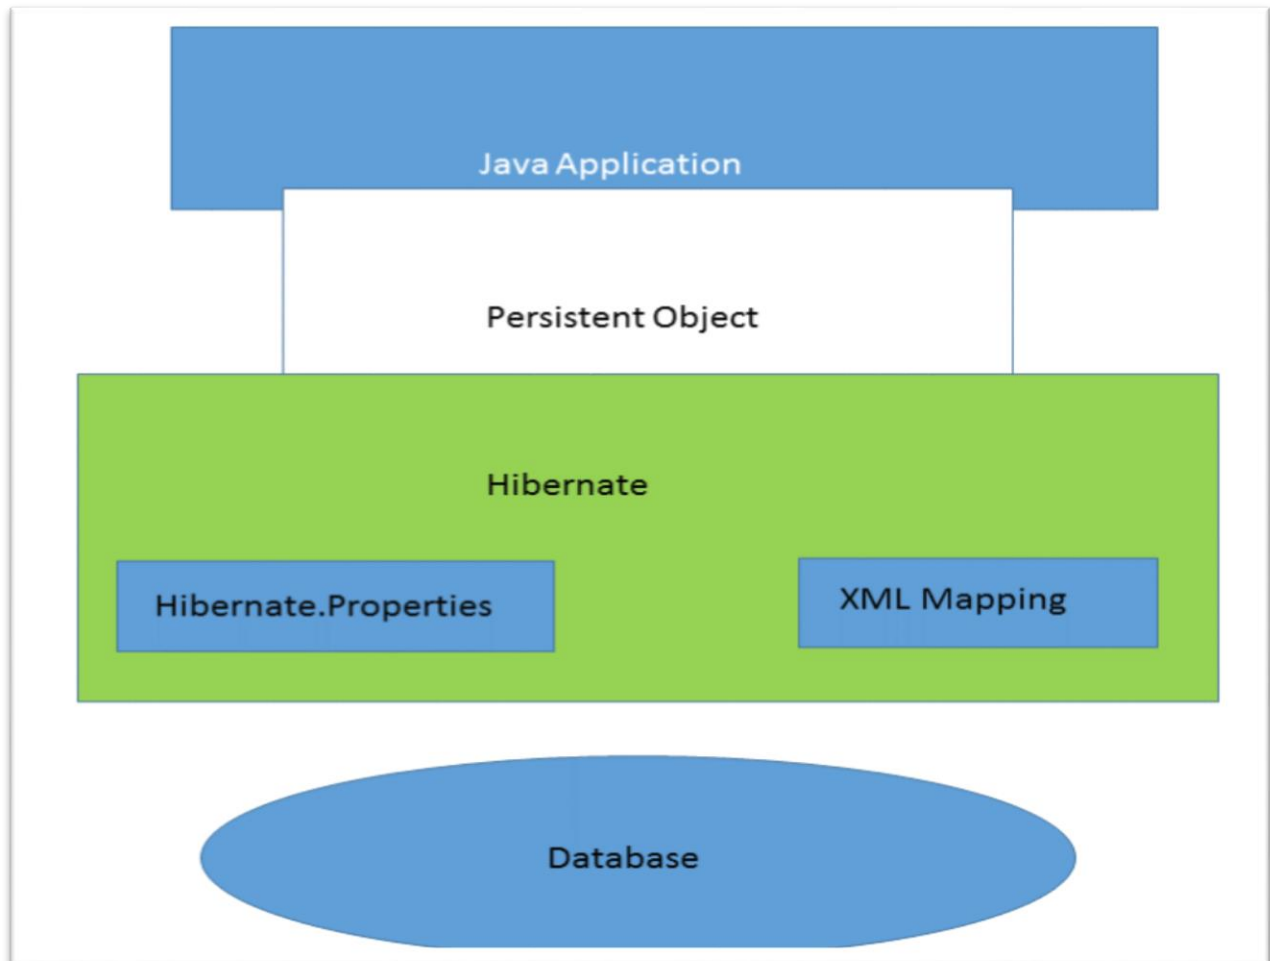 Java Application
Persistent Object
Hibernate
Hibernate.Properties
XML Mapping
Database